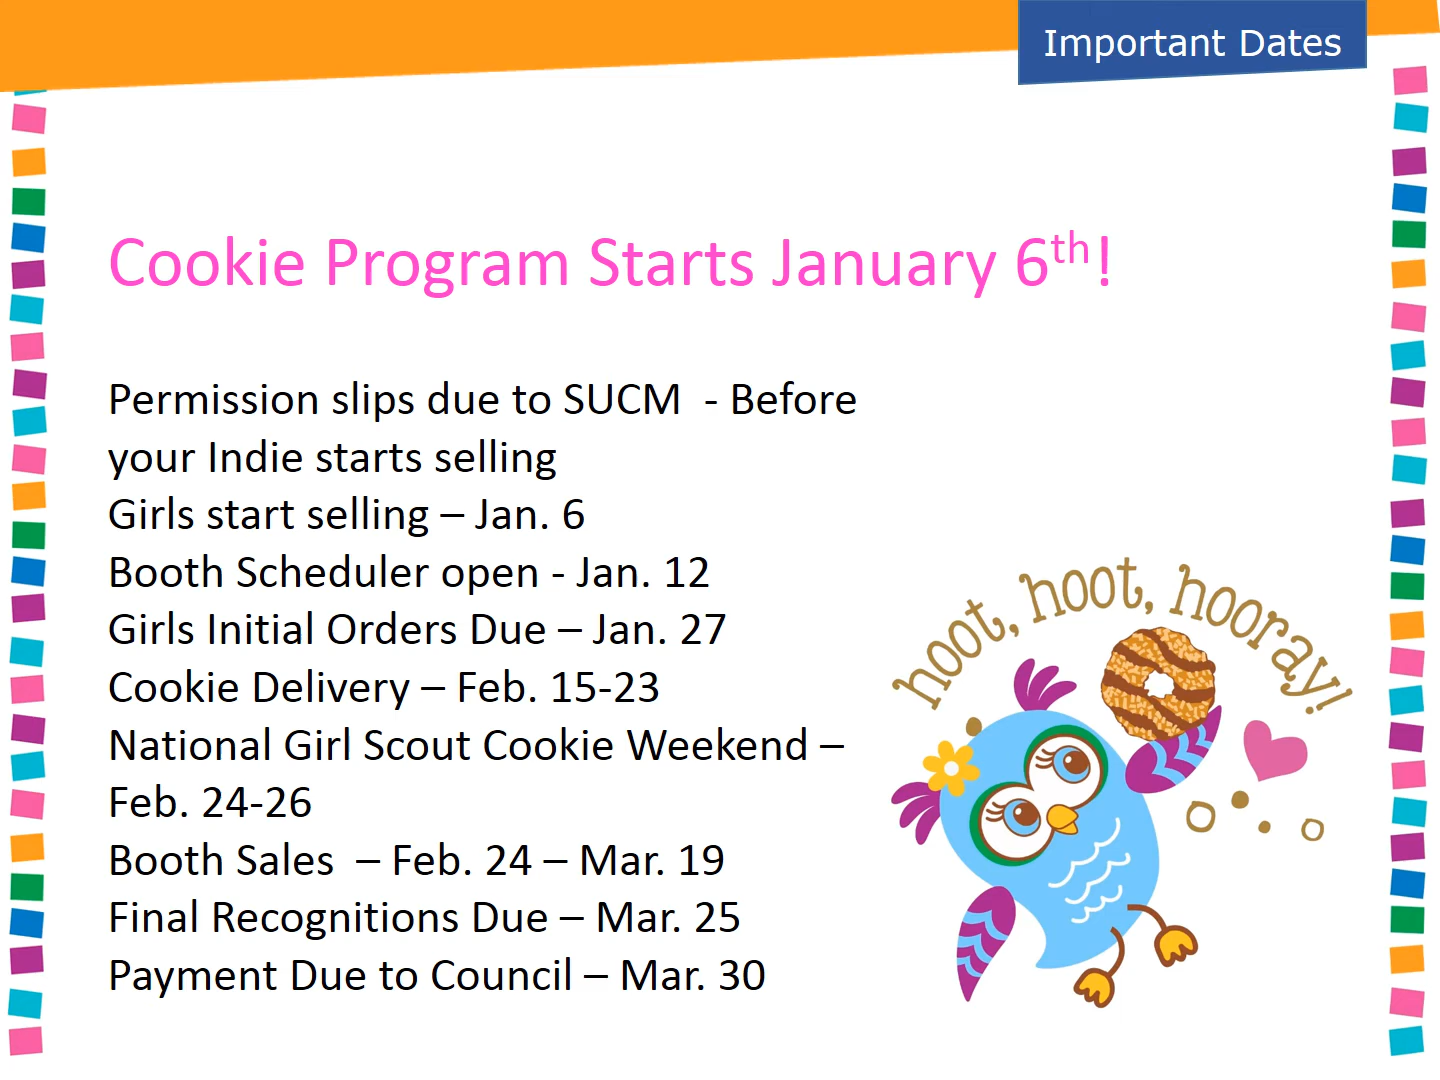 Important Dates
Cookie Program Starts January 6th!
Permission slips due to SUCM  - Before
your Indie starts selling
Girls start selling – Jan. 6
Booth Scheduler open - Jan. 12
Girls Initial Orders Due – Jan. 27
Cookie Delivery – Feb. 15-23
National Girl Scout Cookie Weekend –
Feb. 24-26
Booth Sales  – Feb. 24 – Mar. 19
Final Recognitions Due – Mar. 25
Payment Due to Council – Mar. 30
hoot, hoot, hooray!